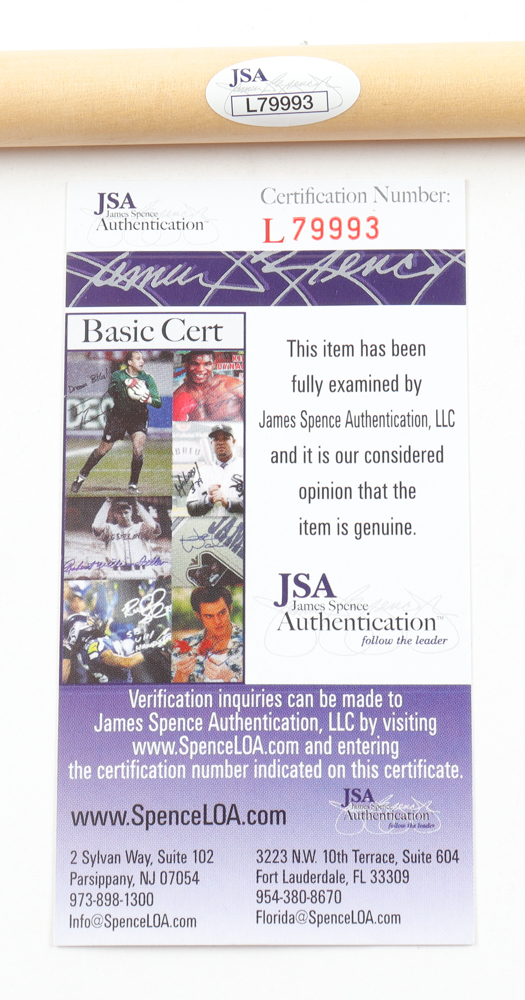 JSA
L79993
JSA
James Spence
Authentication
Certification Number:
L79993
James Spence
Basic Cert
This item has been
fully examined by
James Spence Authentication, LLC
and it is our considered
opinion that the
item is genuine.
JSA
James Spence
Authentication™
follow the leader
Verification inquiries can be made to
James Spence Authentication, LLC by visiting
www.SpenceLOA.com and entering
the certification number indicated on this certificate.
www.SpenceLOA.com
JSA
James Spence
Authentication
follow the leader
2 Sylvan Way, Suite 102
Parsippany, NJ 07054
973-898-1300
Info@SpenceLOA.com
3223 N.W. 10th Terrace, Suite 604
Fort Lauderdale, FL 33309
954-380-8670
Florida@SpenceLOA.com